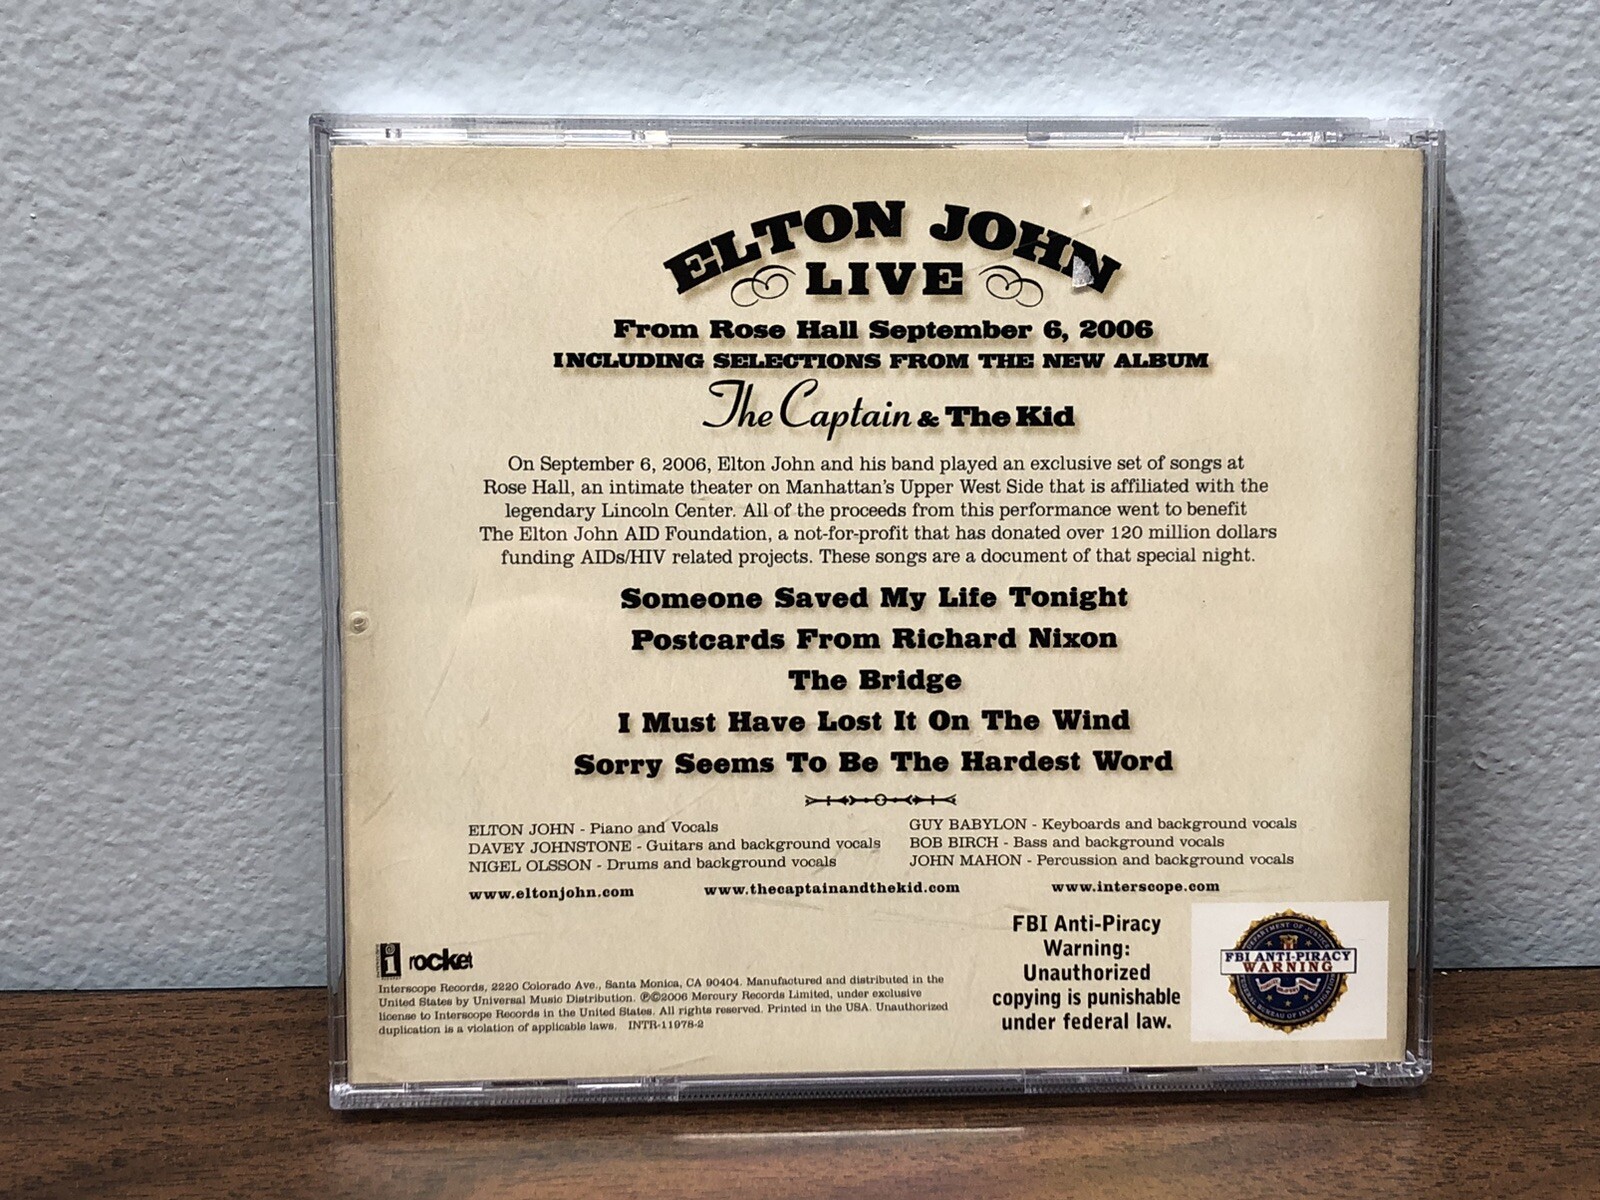 ELTON JOHN
LIVE
From Rose Hall September 6, 2006
INCLUDING SELECTIONS FROM THE NEW ALBUM
The Captain & The Kid
On September 6, 2006, Elton John and his band played an exclusive set of songs at
Rose Hall, an intimate theater on Manhattan's Upper West Side that is affiliated with the
legendary Lincoln Center. All of the proceeds from this performance went to benefit
The Elton John AID Foundation, a not-for-profit that has donated over 120 million dollars
funding AIDs/HIV related projects. These songs are a document of that special night.
Someone Saved My Life Tonight
Postcards From Richard Nixon
The Bridge
I Must Have Lost It On The Wind
Sorry Seems To Be The Hardest Word
ELTON JOHN - Piano and Vocals
DAVEY JOHNSTONE - Guitars and background vocals
NIGEL OLSSON - Drums and background vocals
GUY BABYLON - Keyboards and background vocals
BOB BIRCH - Bass and background vocals
JOHN MAHON - Percussion and background vocals
www.eltonjohn.com www.thecaptainandthekid.com www.interscope.com
i rocket
Interscope Records, 2220 Colorado Ave., Santa Monica, CA 90404. Manufactured and distributed in the
United States by Universal Music Distribution. ℗©2006 Mercury Records Limited, under exclusive
license to Interscope Records in the United States. All rights reserved. Printed in the USA. Unauthorized
duplication is a violation of applicable laws. INTR-11978-2
FBI Anti-Piracy
Warning:
Unauthorized
copying is punishable
under federal law.
DEPARTMENT OF JUSTICE
FBI ANTI-PIRACY
WARNING
FEDERAL BUREAU OF INVESTIGATION